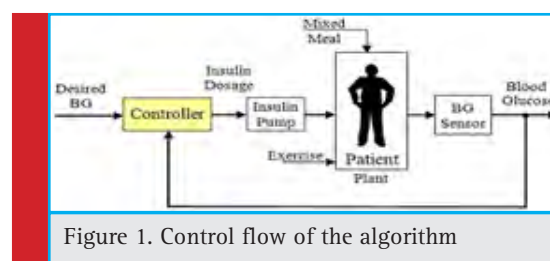 Mixed
Meal
Desired
BG
Controller
Insulin
Dosage
Insulin
Pump
Exercise
Patient
Plant
BG
Sensor
Blood
Glucose
Figure 1. Control flow of the algorithm